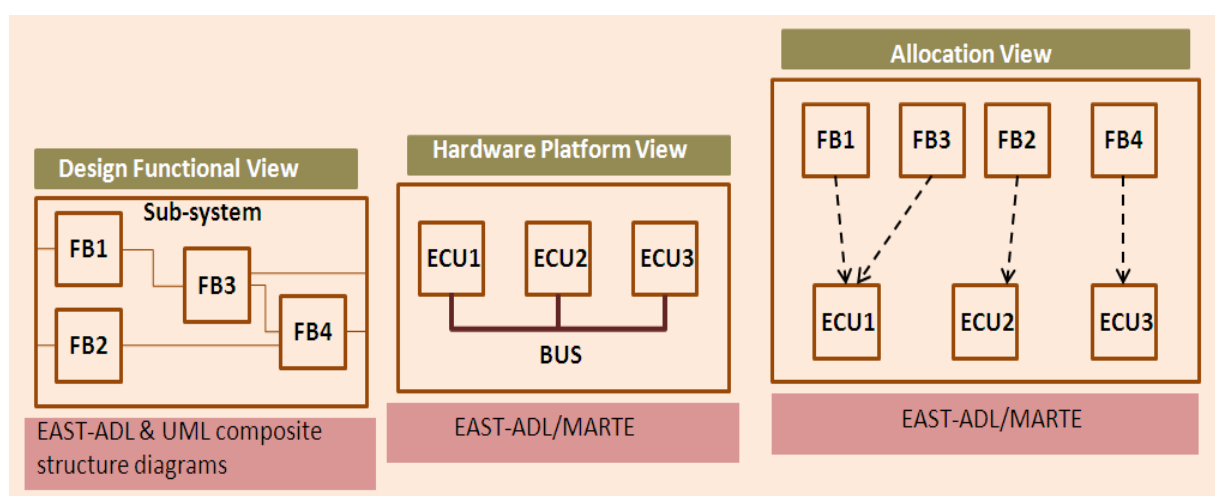 Design Functional View
Sub-system
FB1
FB3
FB2
FB4
EAST-ADL & UML composite
structure diagrams
Hardware Platform View
ECU1 ECU2 ECU3
BUS
EAST-ADL/MARTE
Allocation View
FB1 FB3 FB2 FB4
ECU1 ECU2 ECU3
EAST-ADL/MARTE